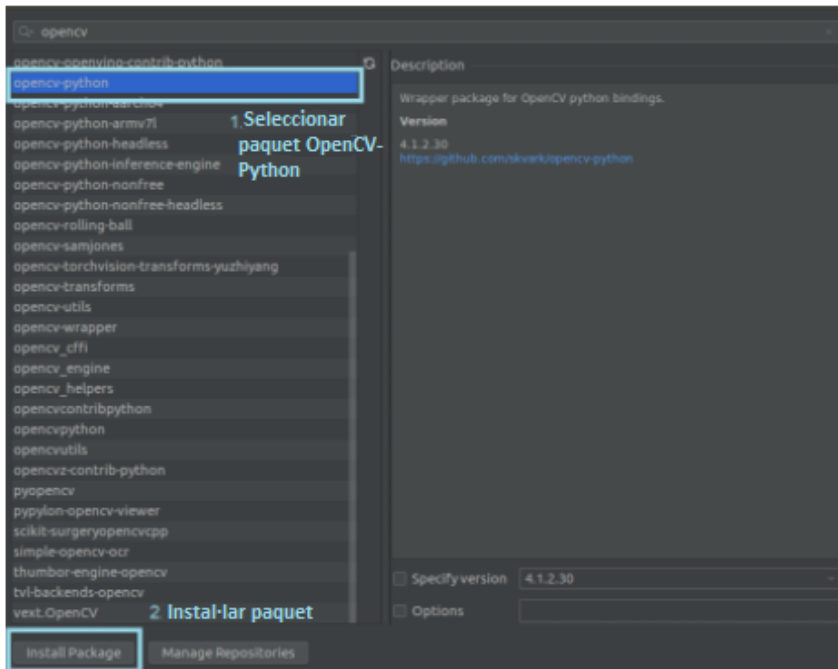 opencv
opencv-openvino-contrib-python
opencv-python
opencv-python-aarch64
opencv-python-armv7l
opencv-python-headless
opencv-python-inference-engine
opencv-python-nonfree
opencv-python-nonfree-headless
opencv-rolling-ball
opencv-samjones
opencv-torchvision-transforms-yuzhiyang
opencv-transforms
opencv-utils
opencv-wrapper
opencv_cffi
opencv_engine
opencv_helpers
opencvcontribpython
opencvpython
opencvutils
opencvz-contrib-python
pyopencv
pypylon-opencv-viewer
scikit-surgeryopencvcpp
simple-opencv-ocr
thumbor-engine-opencv
tvl-backends-opencv
vext.OpenCV
1. Seleccionar
paquet OpenCV-
Python
2. Instal·lar paquet
Description
Wrapper package for OpenCV python bindings.
Version
4.1.2.30
https://github.com/skvark/opencv-python
Specify version 4.1.2.30
Options
Install Package
Manage Repositories